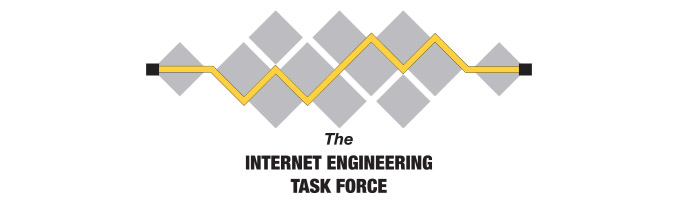 The
INTERNET ENGINEERING
TASK FORCE